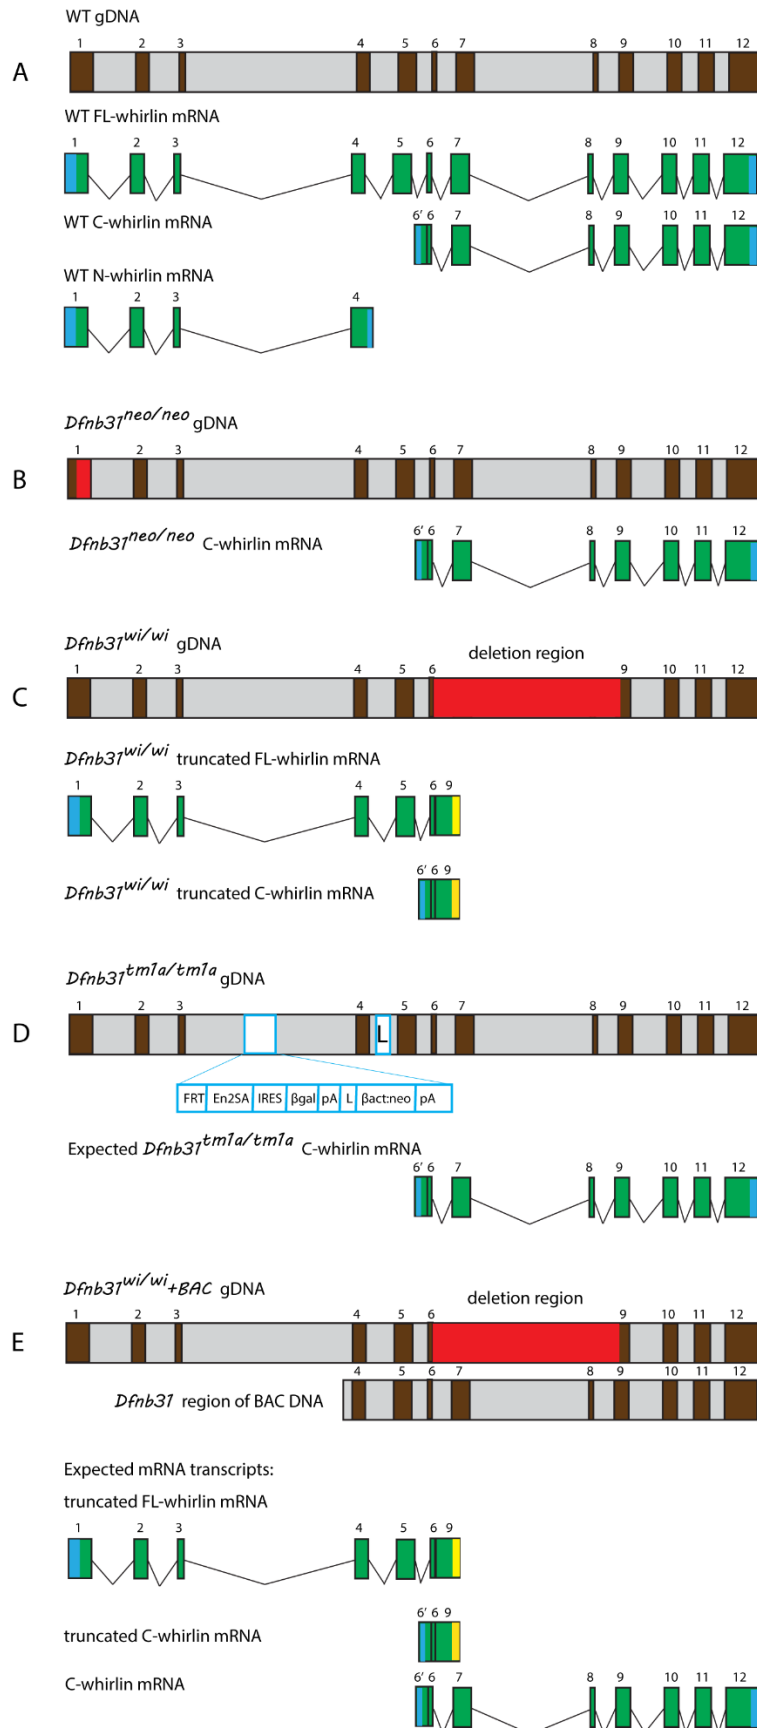 WT gDNA
1 2 3 4 5 6 7 8 9 10 11 12
A
WT FL-whirlin mRNA
1 2 3 4 5 6 7 8 9 10 11 12
WT C-whirlin mRNA
6' 6 7 8 9 10 11 12
WT N-whirlin mRNA
1 2 3 4
Dfnb31neo/neo gDNA
1 2 3 4 5 6 7 8 9 10 11 12
B
Dfnb31neo/neo C-whirlin mRNA
6' 6 7 8 9 10 11 12
Dfnb31wi/wi gDNA
deletion region
1 2 3 4 5 6 9 10 11 12
C
Dfnb31wi/wi truncated FL-whirlin mRNA
1 2 3 4 5 6 9
6' 6 9
Dfnb31wi/wi truncated C-whirlin mRNA
Dfnb31tm1a/tm1a gDNA
1 2 3 4 5 6 7 8 9 10 11 12
D
L
FRT En2SA IRES βgal pA L βact:neo pA
Expected Dfnb31tm1a/tm1a C-whirlin mRNA
6' 6 7 8 9 10 11 12
Dfnb31wi/wi+BAC gDNA
deletion region
1 2 3 4 5 6 9 10 11 12
E
4 5 6 7 8 9 10 11 12
Dfnb31 region of BAC DNA
Expected mRNA transcripts:
truncated FL-whirlin mRNA
1 2 3 4 5 6 9
6' 6 9
truncated C-whirlin mRNA
C-whirlin mRNA
6' 6 7 8 9 10 11 12